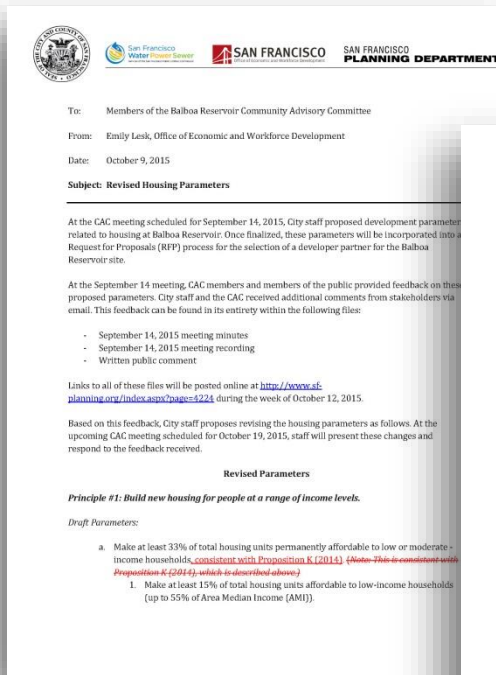 San Francisco
Water Power Sewer
SAN FRANCISCO
Office of Economic and Workforce Development
SAN FRANCISCO
PLANNING DEPARTMENT
To: Members of the Balboa Reservoir Community Advisory Committee
From: Emily Lesk, Office of Economic and Workforce Development
Date: October 9, 2015
Subject: Revised Housing Parameters
At the CAC meeting scheduled for September 14, 2015, City staff proposed development parameter
related to housing at Balboa Reservoir. Once finalized, these parameters will be incorporated into a
Request for Proposals (RFP) process for the selection of a developer partner for the Balboa
Reservoir site.
At the September 14 meeting, CAC members and members of the public provided feedback on these
proposed parameters. City staff and the CAC received additional comments from stakeholders via
email. This feedback can be found in its entirety within the following files:
- September 14, 2015 meeting minutes
- September 14, 2015 meeting recording
- Written public comment
Links to all of these files will be posted online at http://www.sf-
planning.org/index.aspx?page=4224 during the week of October 12, 2015.
Based on this feedback, City staff proposes revising the housing parameters as follows. At the
upcoming CAC meeting scheduled for October 19, 2015, staff will present these changes and
respond to the feedback received.
Revised Parameters
Principle #1: Build new housing for people at a range of income levels.
Draft Parameters:
a. Make at least 33% of total housing units permanently affordable to low or moderate -
income households, consistent with Proposition K (2014). (Note: This is consistent with
Proposition K (2014), which is described above.)
1. Make at least 15% of total housing units affordable to low-income households
(up to 55% of Area Median Income (AMI)).